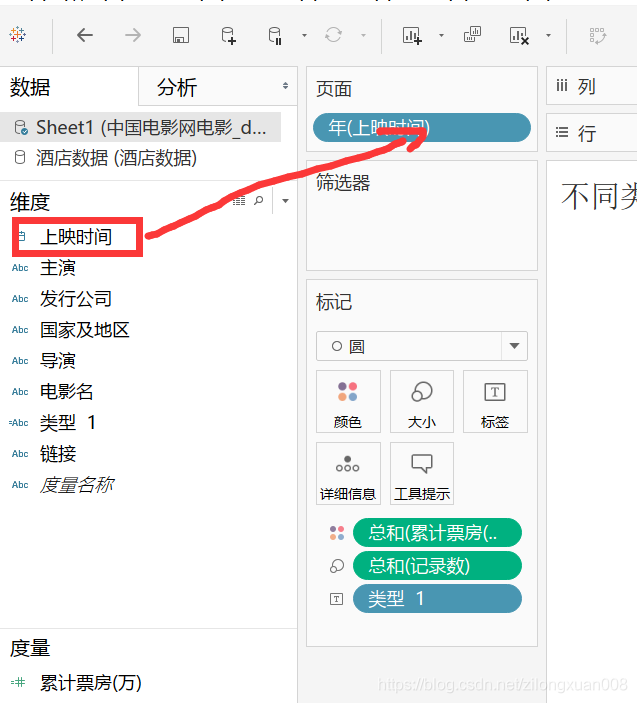 数据
分析
Sheet1 (中国电影网电影_d...
酒店数据 (酒店数据)
维度
上映时间
Abc 主演
Abc 发行公司
Abc 国家及地区
Abc 导演
Abc 电影名
=Abc 类型 1
Abc 链接
Abc 度量名称
度量
累计票房(万)
页面
年(上映时间)
筛选器
标记
圆
颜色
大小
T
标签
详细信息
工具提示
总和(累计票房(..
总和(记录数)
T 类型 1
列
行
不同类
https://blog.csdn.net/zilongxuan008